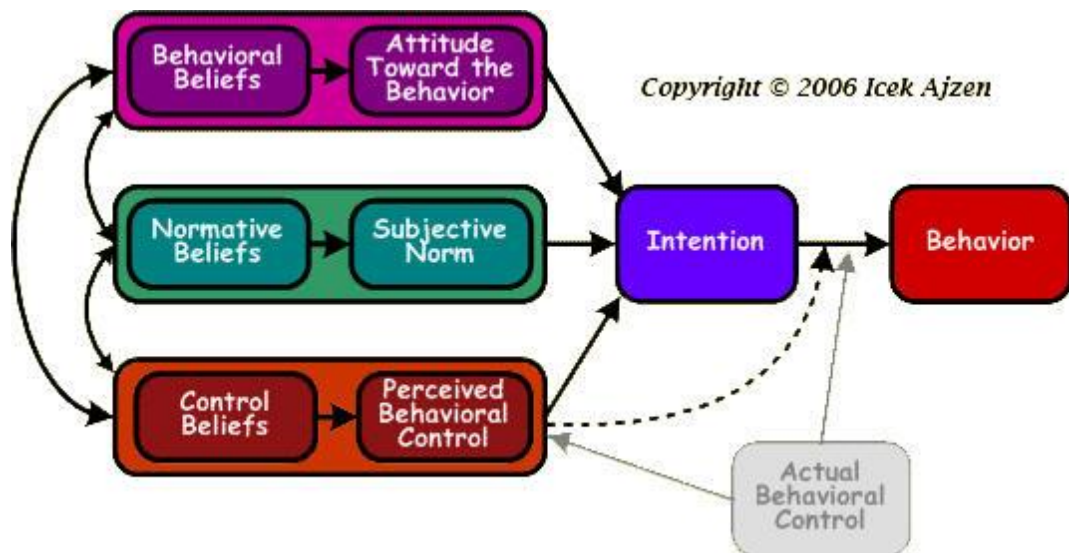 Behavioral
Beliefs
Attitude
Toward the
Behavior
Copyright © 2006 Icek Ajzen
Normative
Beliefs
Subjective
Norm
Intention
Behavior
Control
Beliefs
Perceived
Behavioral
Control
Actual
Behavioral
Control